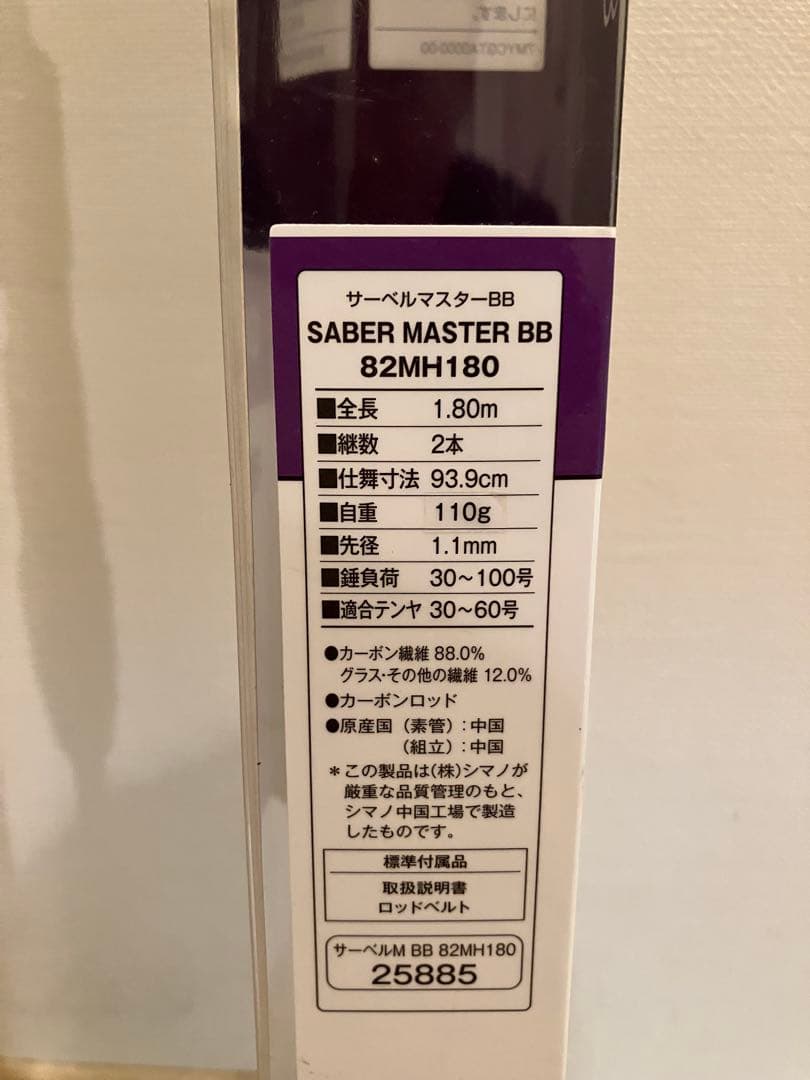 にします。
7MYCGTA0000-00
サーベルマスターBB
SABER MASTER BB
82MH180
■全長 1.80m
■継数 2本
■仕舞寸法 93.9cm
■自重 110g
■先径 1.1mm
■錘負荷 30〜100号
■適合テンヤ 30〜60号
●カーボン繊維 88.0%
グラス・その他の繊維 12.0%
●カーボンロッド
●原産国（素管）:中国
（組立）:中国
＊この製品は(株)シマノが
厳重な品質管理のもと、
シマノ中国工場で製造
したものです。
標準付属品
取扱説明書
ロッドベルト
サーベルM BB 82MH180
25885